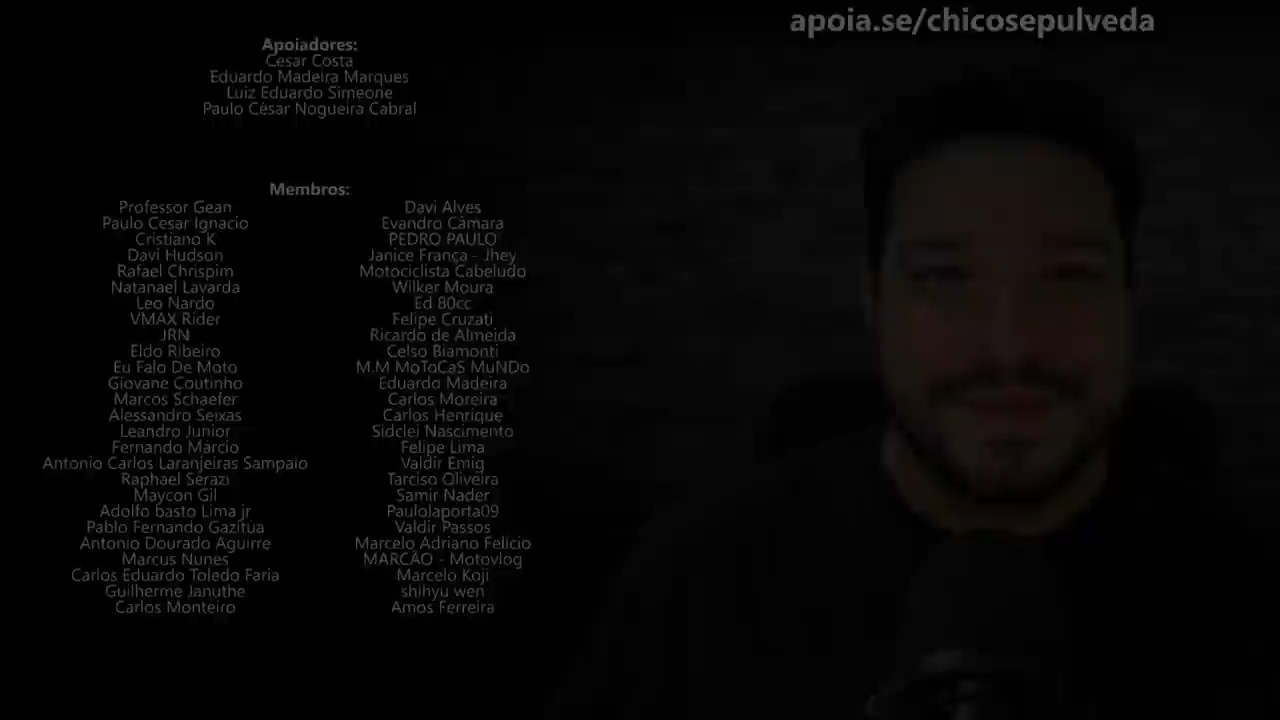 apoia.se/chicosepulveda
Apoiadores:
Cesar Costa
Eduardo Madeira Marques
Luiz Eduardo Simeone
Paulo César Nogueira Cabral
Membros:
Professor Gean
Paulo Cesar Ignacio
Cristiano K
Davi Hudson
Rafael Chrispim
Natanael Lavarda
Leo Nardo
VMAX Rider
JRN
Eldo Ribeiro
Eu Falo De Moto
Giovane Coutinho
Marcos Schaefer
Alessandro Seixas
Leandro Junior
Fernando Márcio
Antonio Carlos Laranjeiras Sampaio
Raphael Serazi
Maycon Gil
Adolfo basto Lima jr
Pablo Fernando Gazitúa
Antonio Dourado Aguirre
Marcus Nunes
Carlos Eduardo Toledo Faria
Guilherme Januthe
Carlos Monteiro
Davi Alves
Evandro Câmara
PEDRO PAULO
Janice França - Jhey
Motociclista Cabeludo
Wilker Moura
Ed 80cc
Felipe Cruzati
Ricardo de Almeida
Celso Biamonti
M.M MoToCaS MuNDo
Eduardo Madeira
Carlos Moreira
Carlos Henrique
Sidclei Nascimento
Felipe Lima
Valdir Emig
Tarciso Oliveira
Samir Nader
Paulolaporta09
Valdir Passos
Marcelo Adriano Felicio
MARCÃO - Motovlog
Marcelo Koji
shihyu wen
Amos Ferreira